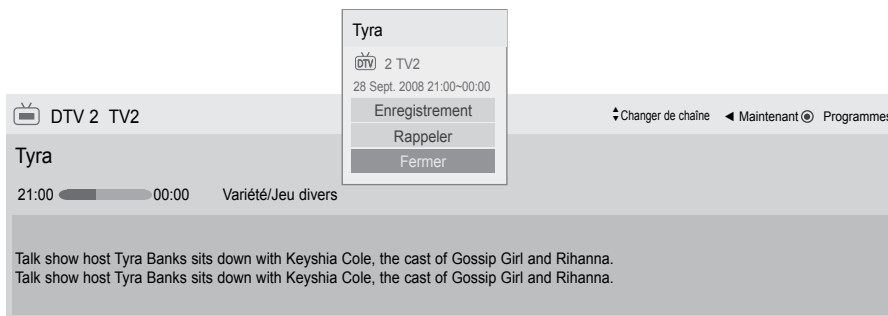 Tyra
DTV 2 TV2
28 Sept. 2008 21:00~00:00
Enregistrement
Rappeler
Fermer
DTV 2 TV2
Changer de chaîne ◄ Maintenant ◉ Programmes
Tyra
21:00 00:00 Variété/Jeu divers
Talk show host Tyra Banks sits down with Keyshia Cole, the cast of Gossip Girl and Rihanna.
Talk show host Tyra Banks sits down with Keyshia Cole, the cast of Gossip Girl and Rihanna.